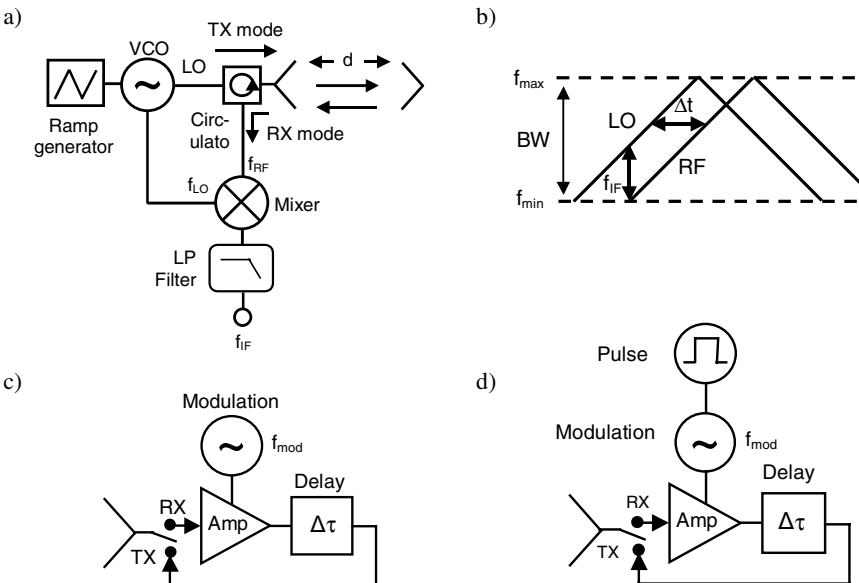 a)
TX mode
VCO
LO
d
Ramp
generator
Circ-
ulato
RX mode
f_RF
f_LO
Mixer
LP
Filter
f_IF
b)
f_max
Δt
LO
BW
RF
f_IF
f_min
c)
Modulation
f_mod
Delay
RX
Amp
Δτ
TX
d)
Pulse
Modulation
f_mod
Delay
RX
Amp
Δτ
TX